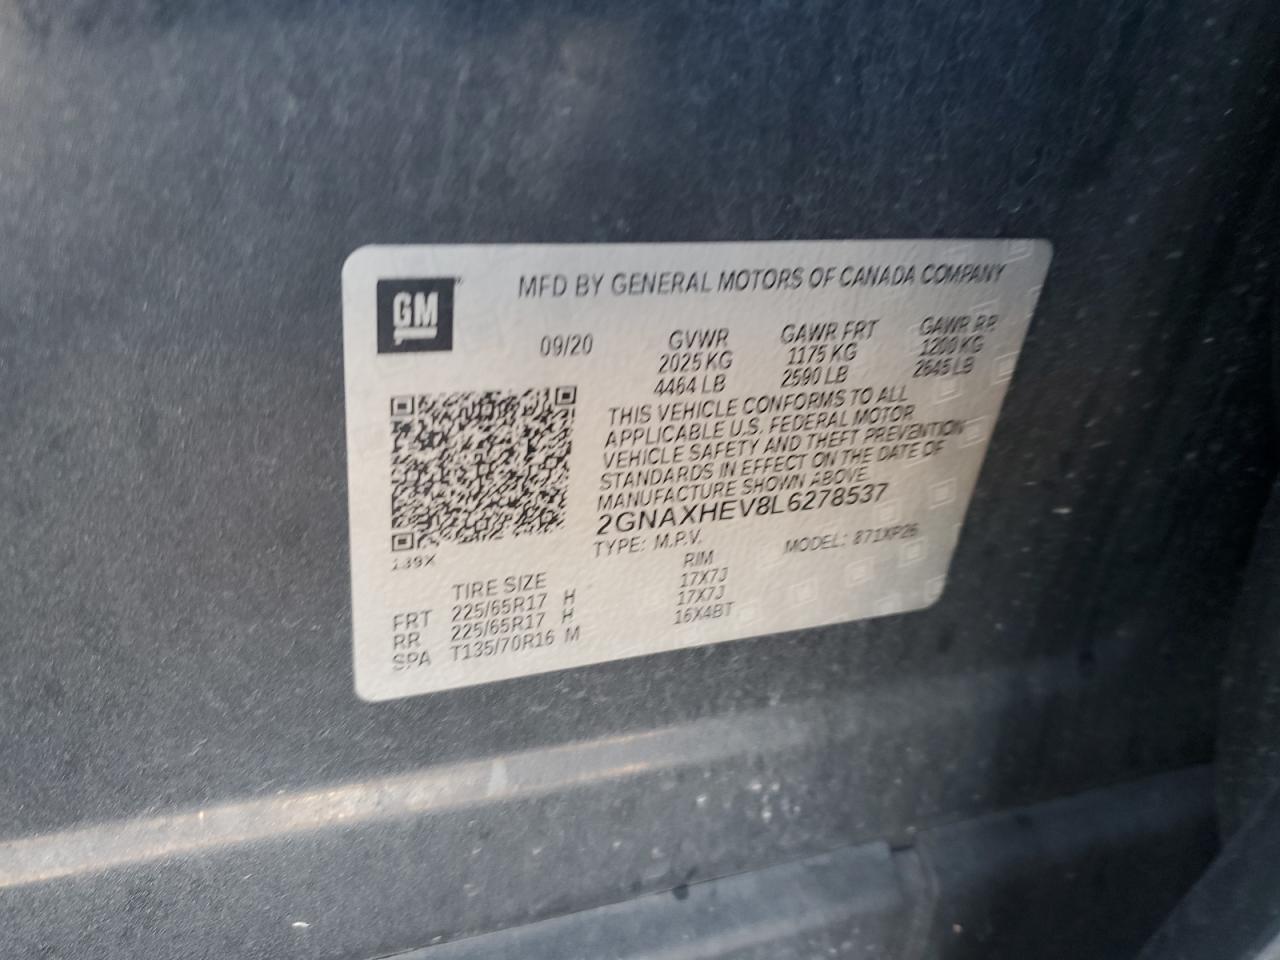 GM
MFD BY GENERAL MOTORS OF CANADA COMPANY
09/20 GVWR GAWR FRT GAWR RR
2025 KG 1175 KG 1200 KG
4464 LB 2590 LB 2645 LB
THIS VEHICLE CONFORMS TO ALL
APPLICABLE U.S. FEDERAL MOTOR
VEHICLE SAFETY AND THEFT PREVENTION
STANDARDS IN EFFECT ON THE DATE OF
MANUFACTURE SHOWN ABOVE.
2GNAXHEV8L6278537
TYPE: M.P.V. MODEL: 871XP26
139X
TIRE SIZE RIM
FRT 225/65R17 H 17X7J
RR 225/65R17 H 17X7J
SPA T135/70R16 M 16X4BT